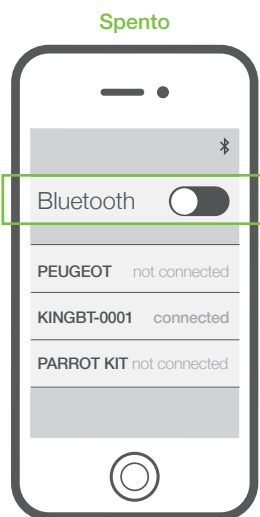 Spento
Bluetooth
PEUGEOT not connected
KINGBT-0001 connected
PARROT KIT not connected